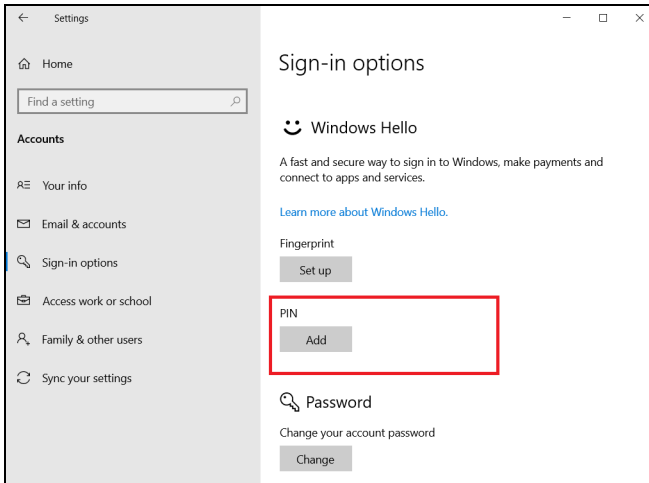 Settings
Home
Find a setting
Accounts
Your info
Email & accounts
Sign-in options
Access work or school
Family & other users
Sync your settings
Sign-in options
Windows Hello
A fast and secure way to sign in to Windows, make payments and
connect to apps and services.
Learn more about Windows Hello.
Fingerprint
Set up
PIN
Add
Password
Change your account password
Change